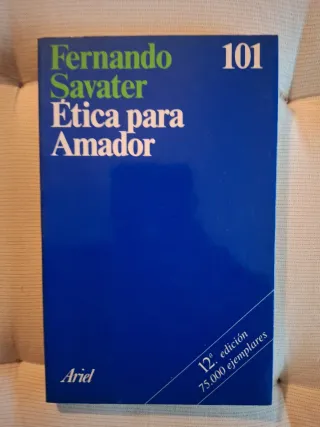 Fernando
Savater
101
Ética para
Amador
12ª. edición
75.000 ejemplares
Ariel